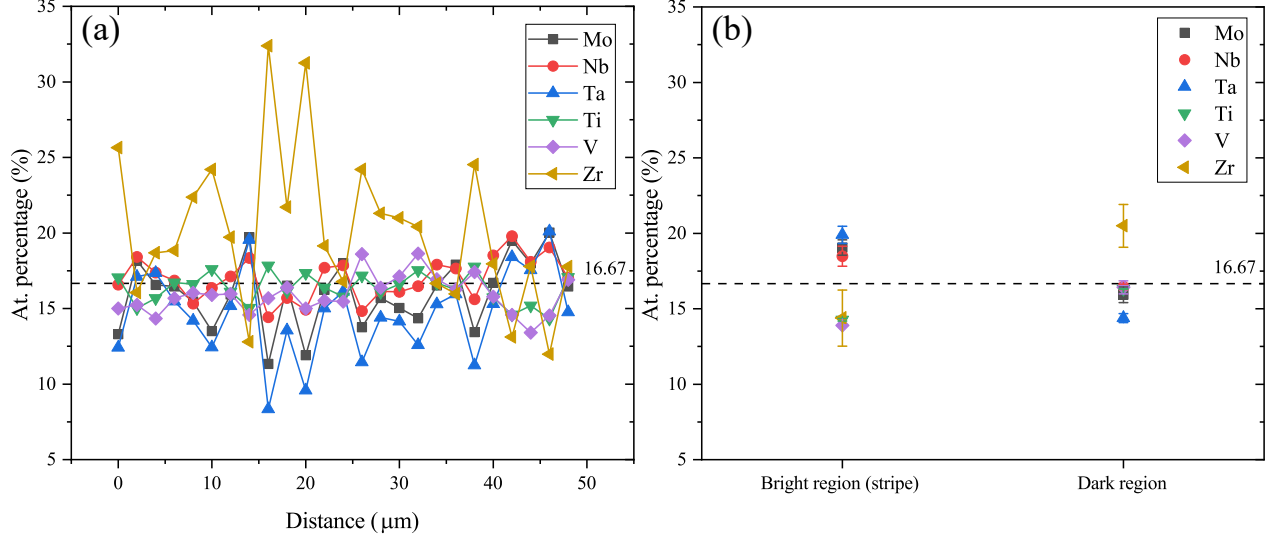 (a)
At. percentage (%)
35
30
25
20
15
10
5
Mo
Nb
Ta
Ti
V
Zr
16.67
0
10
20
30
40
50
Distance (μm)
(b)
At. percentage (%)
35
30
25
20
15
10
5
Mo
Nb
Ta
Ti
V
Zr
16.67
Bright region (stripe)
Dark region